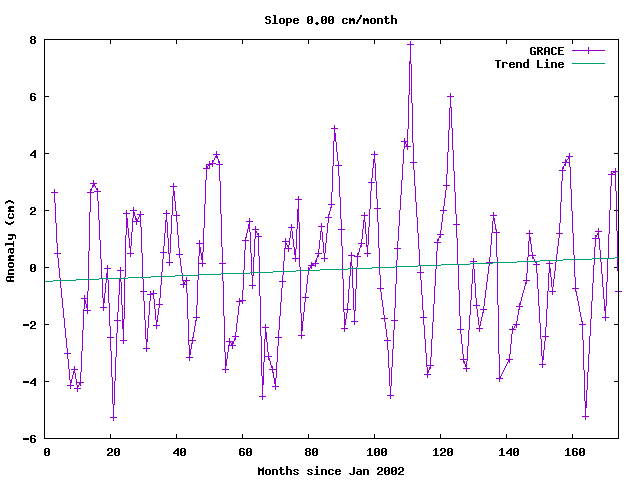 Slope 0.00 cm/month
GRACE
Trend Line
8
6
4
2
0
-2
-4
-6
Anomaly (cm)
0 20 40 60 80 100 120 140 160
Months since Jan 2002